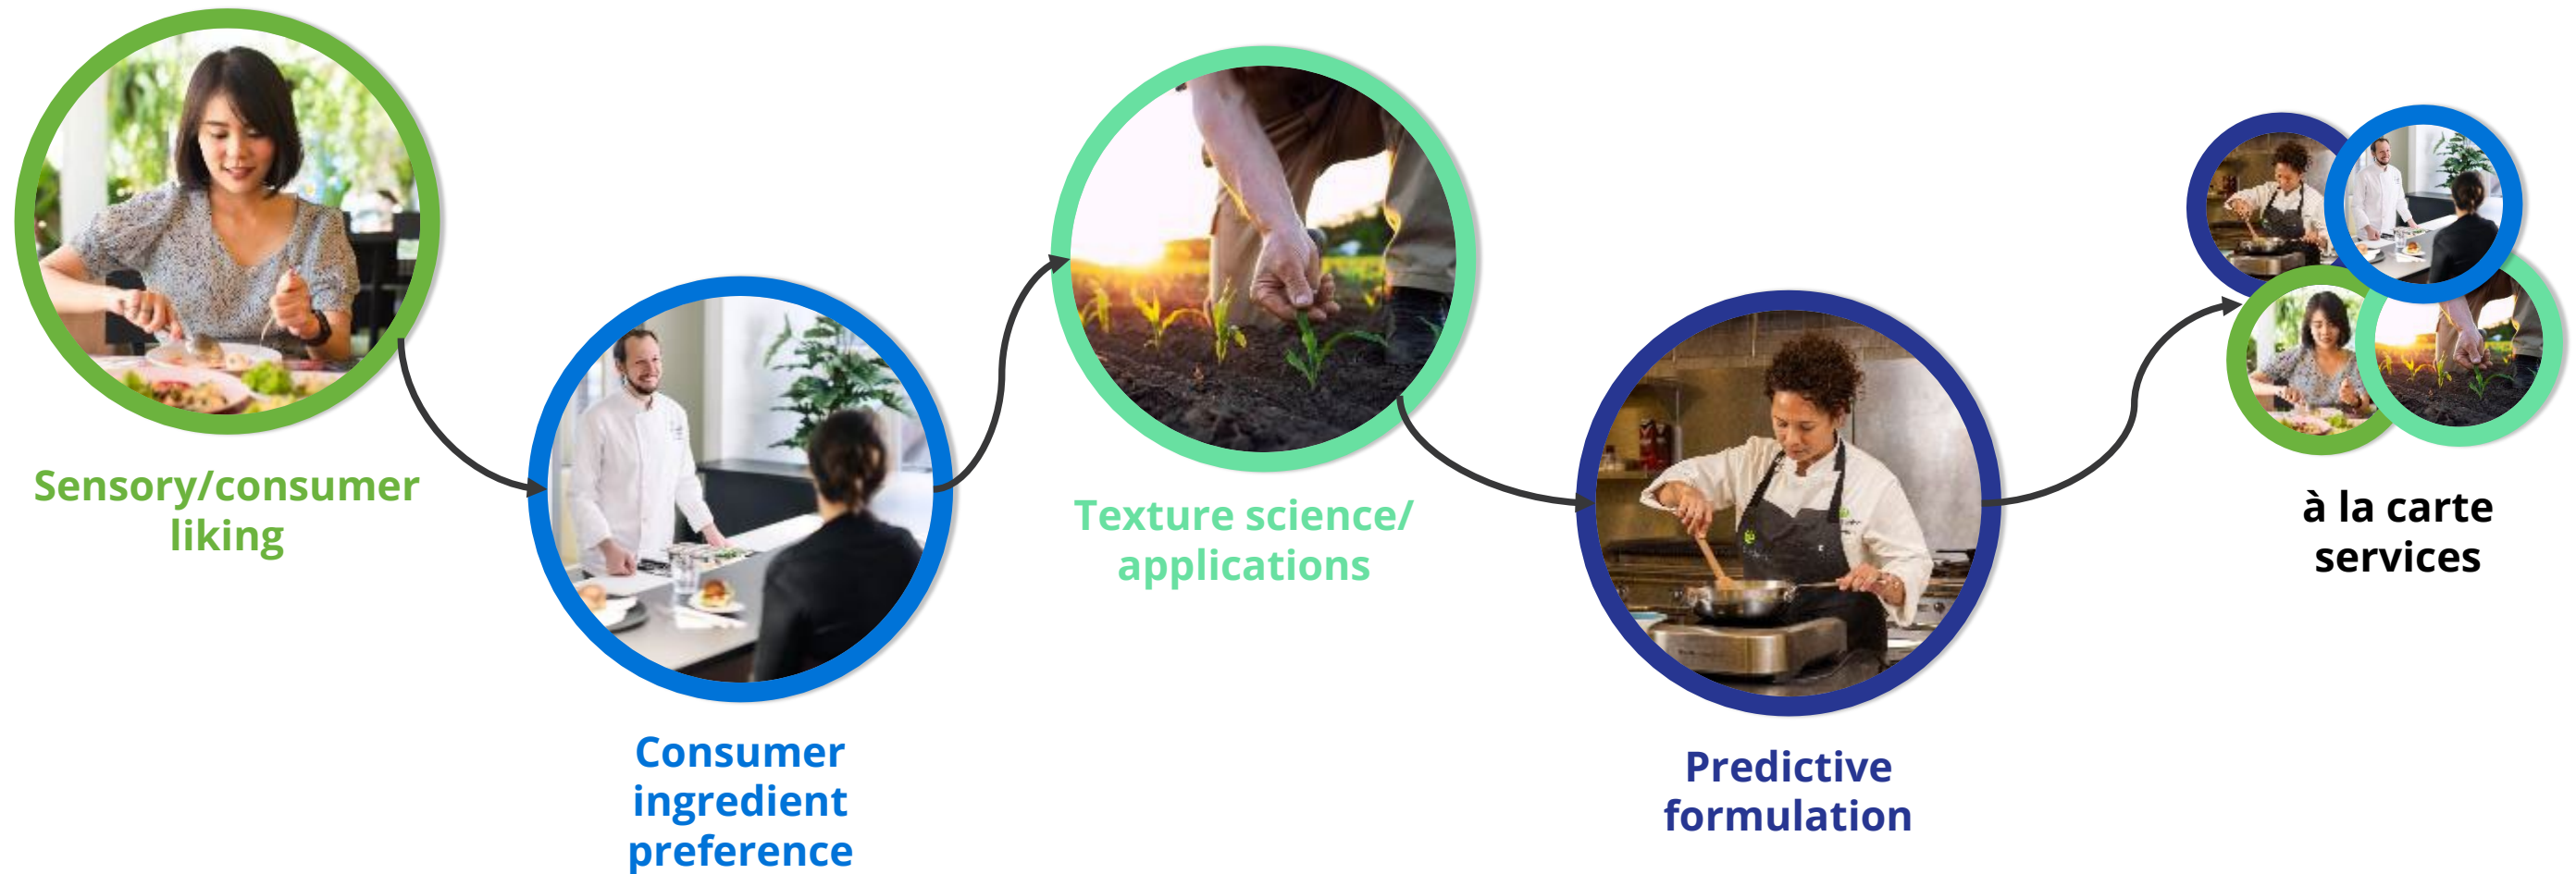 Sensory/consumer
liking
Consumer
ingredient
preference
Texture science/
applications
Predictive
formulation
à la carte
services